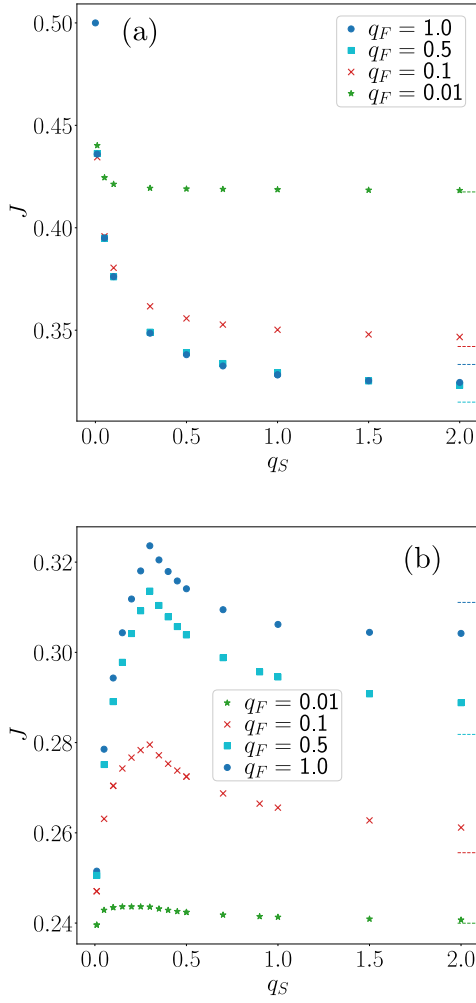 (a)
q_F = 1.0
q_F = 0.5
q_F = 0.1
q_F = 0.01
0.50
0.45
0.40
0.35
J
0.0 0.5 1.0 1.5 2.0
q_S
(b)
0.32
0.30
0.28
0.26
0.24
J
q_F = 0.01
q_F = 0.1
q_F = 0.5
q_F = 1.0
0.0 0.5 1.0 1.5 2.0
q_S